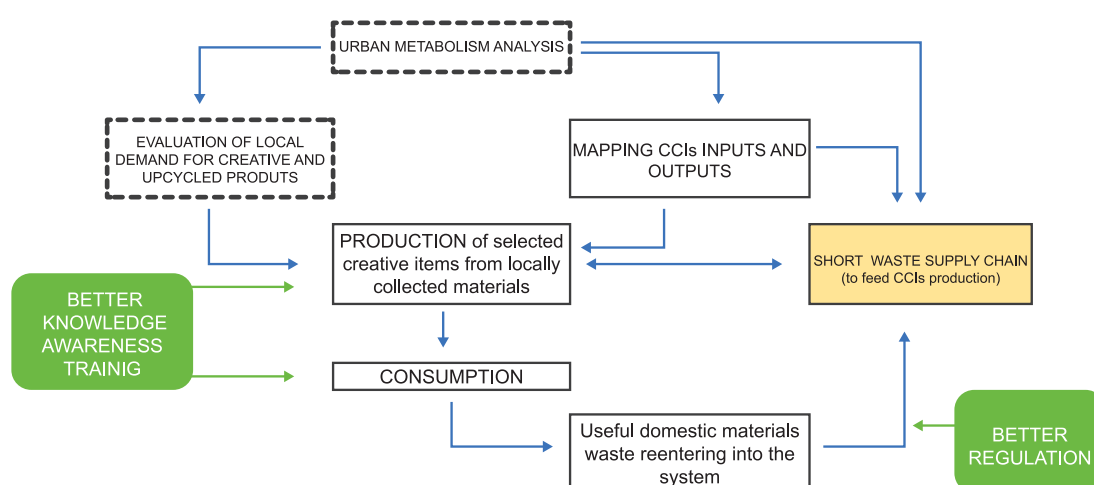 URBAN METABOLISM ANALYSIS
EVALUATION OF LOCAL
DEMAND FOR CREATIVE AND
UPCYCLED PRODUTS
MAPPING CCIs INPUTS AND
OUTPUTS
PRODUCTION of selected
creative items from locally
collected materials
SHORT WASTE SUPPLY CHAIN
(to feed CCIs production)
BETTER
KNOWLEDGE
AWARENESS
TRAINIG
CONSUMPTION
Useful domestic materials
waste reentering into the
system
BETTER
REGULATION